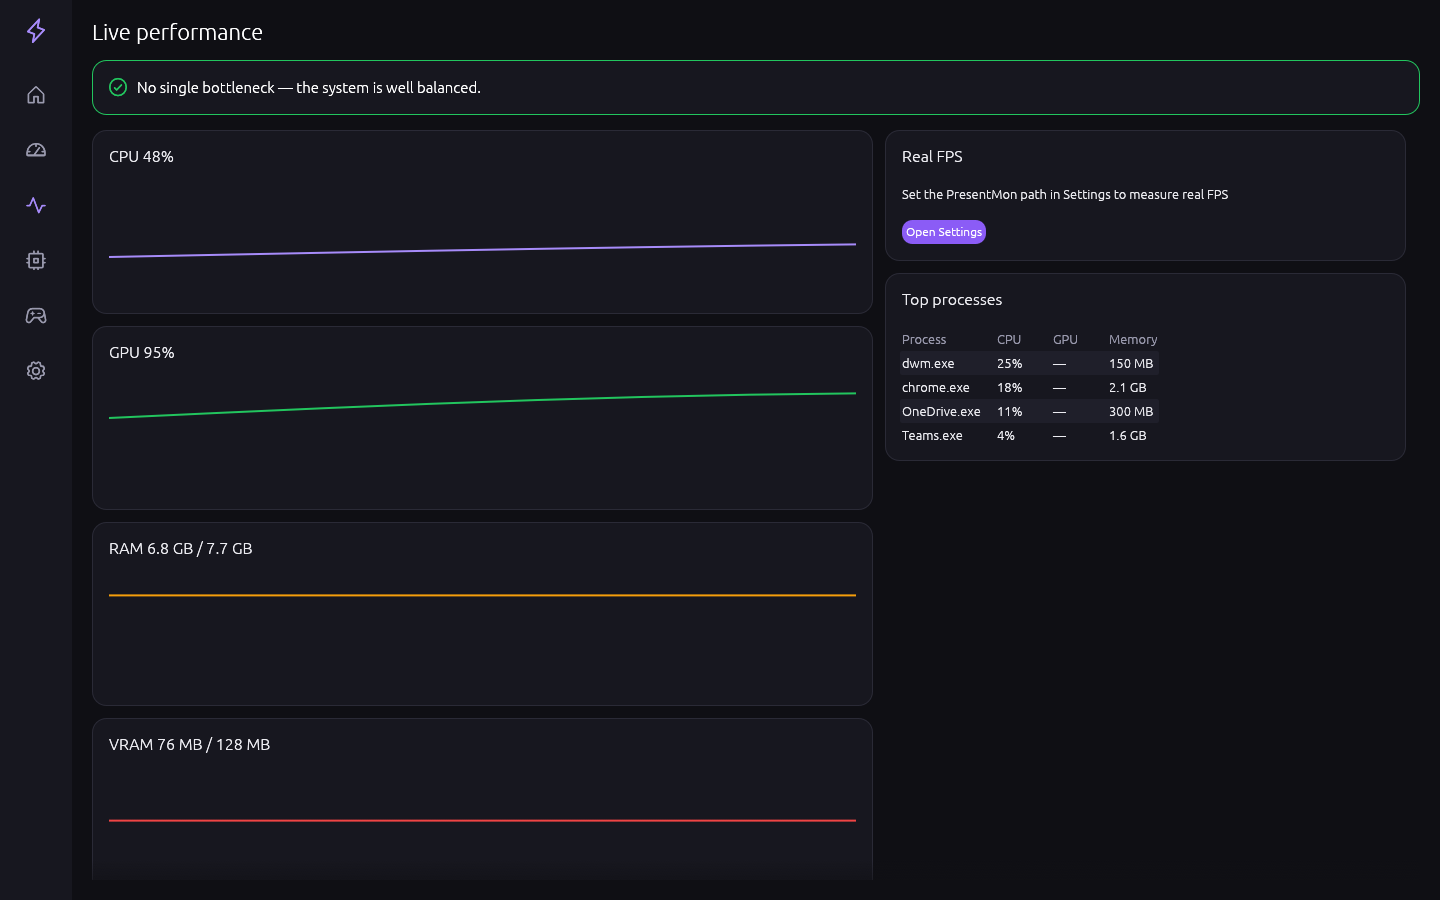 Live performance
No single bottleneck — the system is well balanced.
CPU 48%
GPU 95%
RAM 6.8 GB / 7.7 GB
VRAM 76 MB / 128 MB
Real FPS
Set the PresentMon path in Settings to measure real FPS
Open Settings
Top processes
Process CPU GPU Memory
dwm.exe 25% — 150 MB
chrome.exe 18% — 2.1 GB
OneDrive.exe 11% — 300 MB
Teams.exe 4% — 1.6 GB